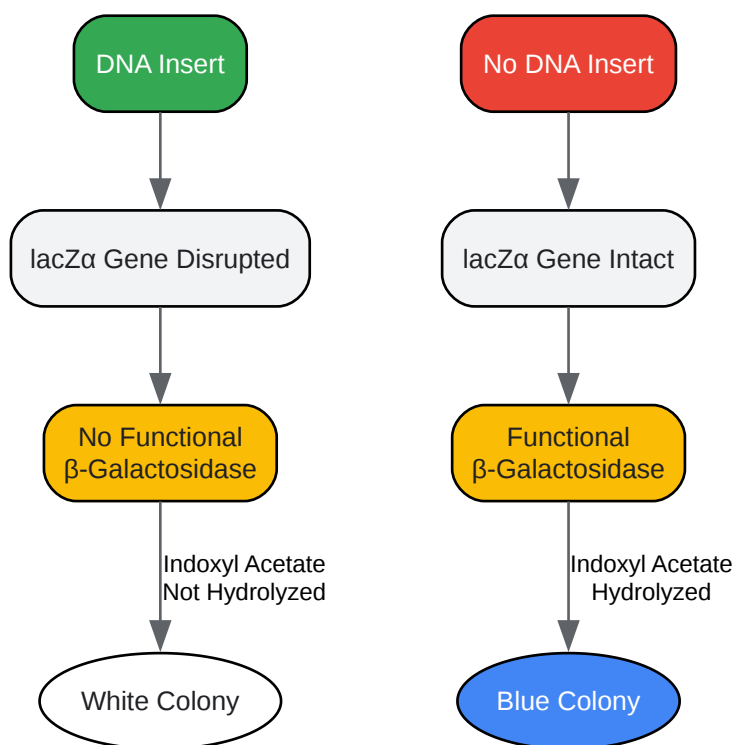 DNA Insert
No DNA Insert
lacZα Gene Disrupted
lacZα Gene Intact
No Functional
β-Galactosidase
Functional
β-Galactosidase
Indoxyl Acetate
Not Hydrolyzed
Indoxyl Acetate
Hydrolyzed
White Colony
Blue Colony